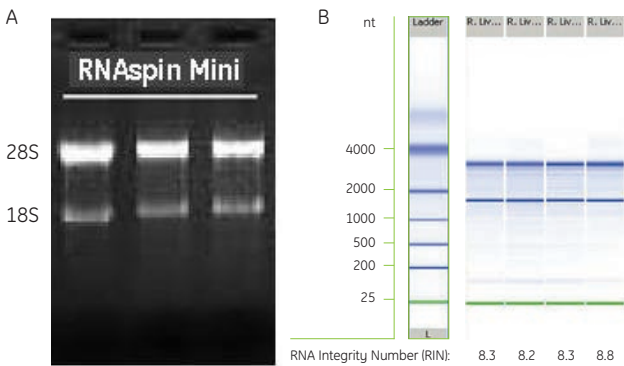 A
RNAspin Mini
28S
18S
B
nt
Ladder
R. Liv...
R. Liv...
R. Liv...
R. Liv...
4000
2000
1000
500
200
25
L
RNA Integrity Number (RIN): 8.3 8.2 8.3 8.8